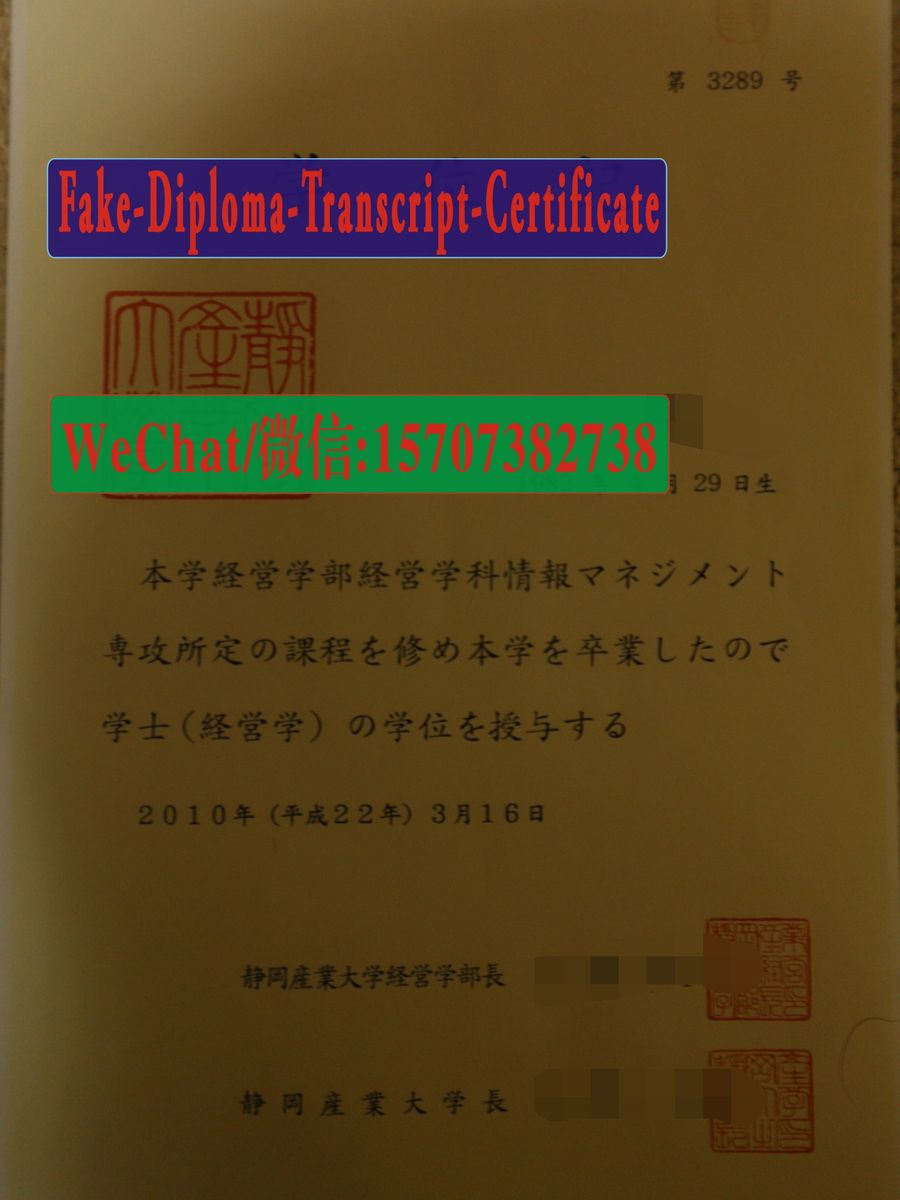 第 3289 号
Fake-Diploma-Transcript-Certificate
静
産
大
WeChat/微信:15707382738
月 29 日生
本学経営学部経営学科情報マネジメント
専攻所定の課程を修め本学を卒業したので
学士(経営学)の学位を授与する
2010年(平成22年)3月16日
静岡産業大学経営学部長
静岡産業大学長